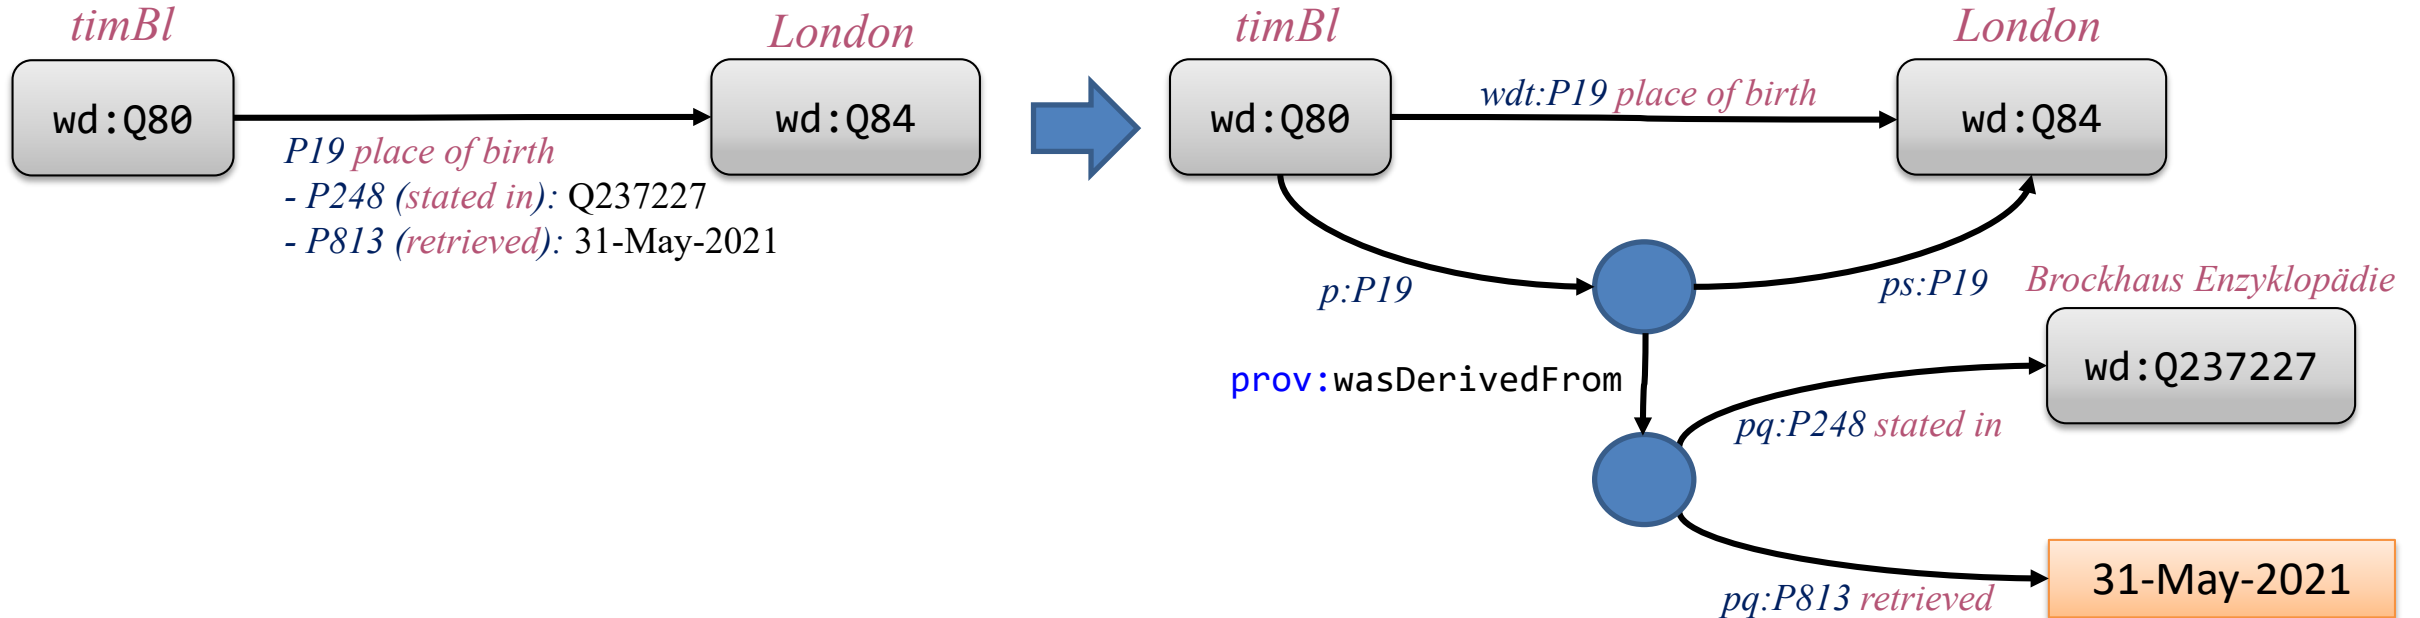 timBl
London
wd:Q80
wd:Q84
P19 place of birth
- P248 (stated in): Q237227
- P813 (retrieved): 31-May-2021
timBl
London
wd:Q80
wdt:P19 place of birth
wd:Q84
p:P19
ps:P19
Brockhaus Enzyklopädie
wd:Q237227
prov:wasDerivedFrom
pq:P248 stated in
31-May-2021
pq:P813 retrieved